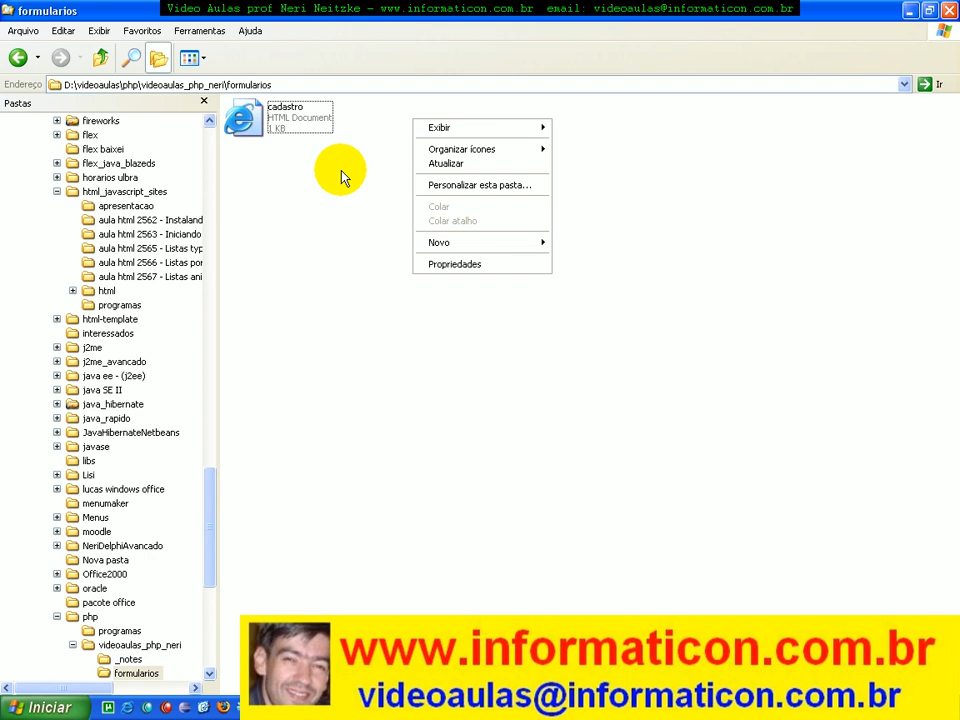 formularios
Video Aulas prof Neri Neitzke - www.informaticon.com.br email: videoaulas@informaticon.com.br
Arquivo Editar Exibir Favoritos Ferramentas Ajuda
Endereço D:\videoaulas\php\videoaulas_php_neri\formularios Ir
Pastas
fireworks
flex
flex baixei
flex_java_blazeds
horarios ulbra
html_javascript_sites
apresentacao
aula html 2562 - Instaland
aula html 2563 - Iniciando
aula html 2565 - Listas typ
aula html 2566 - Listas por
aula html 2567 - Listas ani
html
programas
html-template
interessados
j2me
j2me_avancado
java ee - (j2ee)
java SE II
java_hibernate
java_rapido
JavaHibernateNetbeans
javase
libs
Lisi
lucas windows office
menumaker
Menus
moodle
NeriDelphiAvancado
Nova pasta
Office2000
oracle
pacote office
php
programas
videoaulas_php_neri
_notes
formularios
cadastro
HTML Document
1 KB
Exibir
Organizar ícones
Atualizar
Personalizar esta pasta...
Colar
Colar atalho
Novo
Propriedades
www.informaticon.com.br
videoaulas@informaticon.com.br
Iniciar